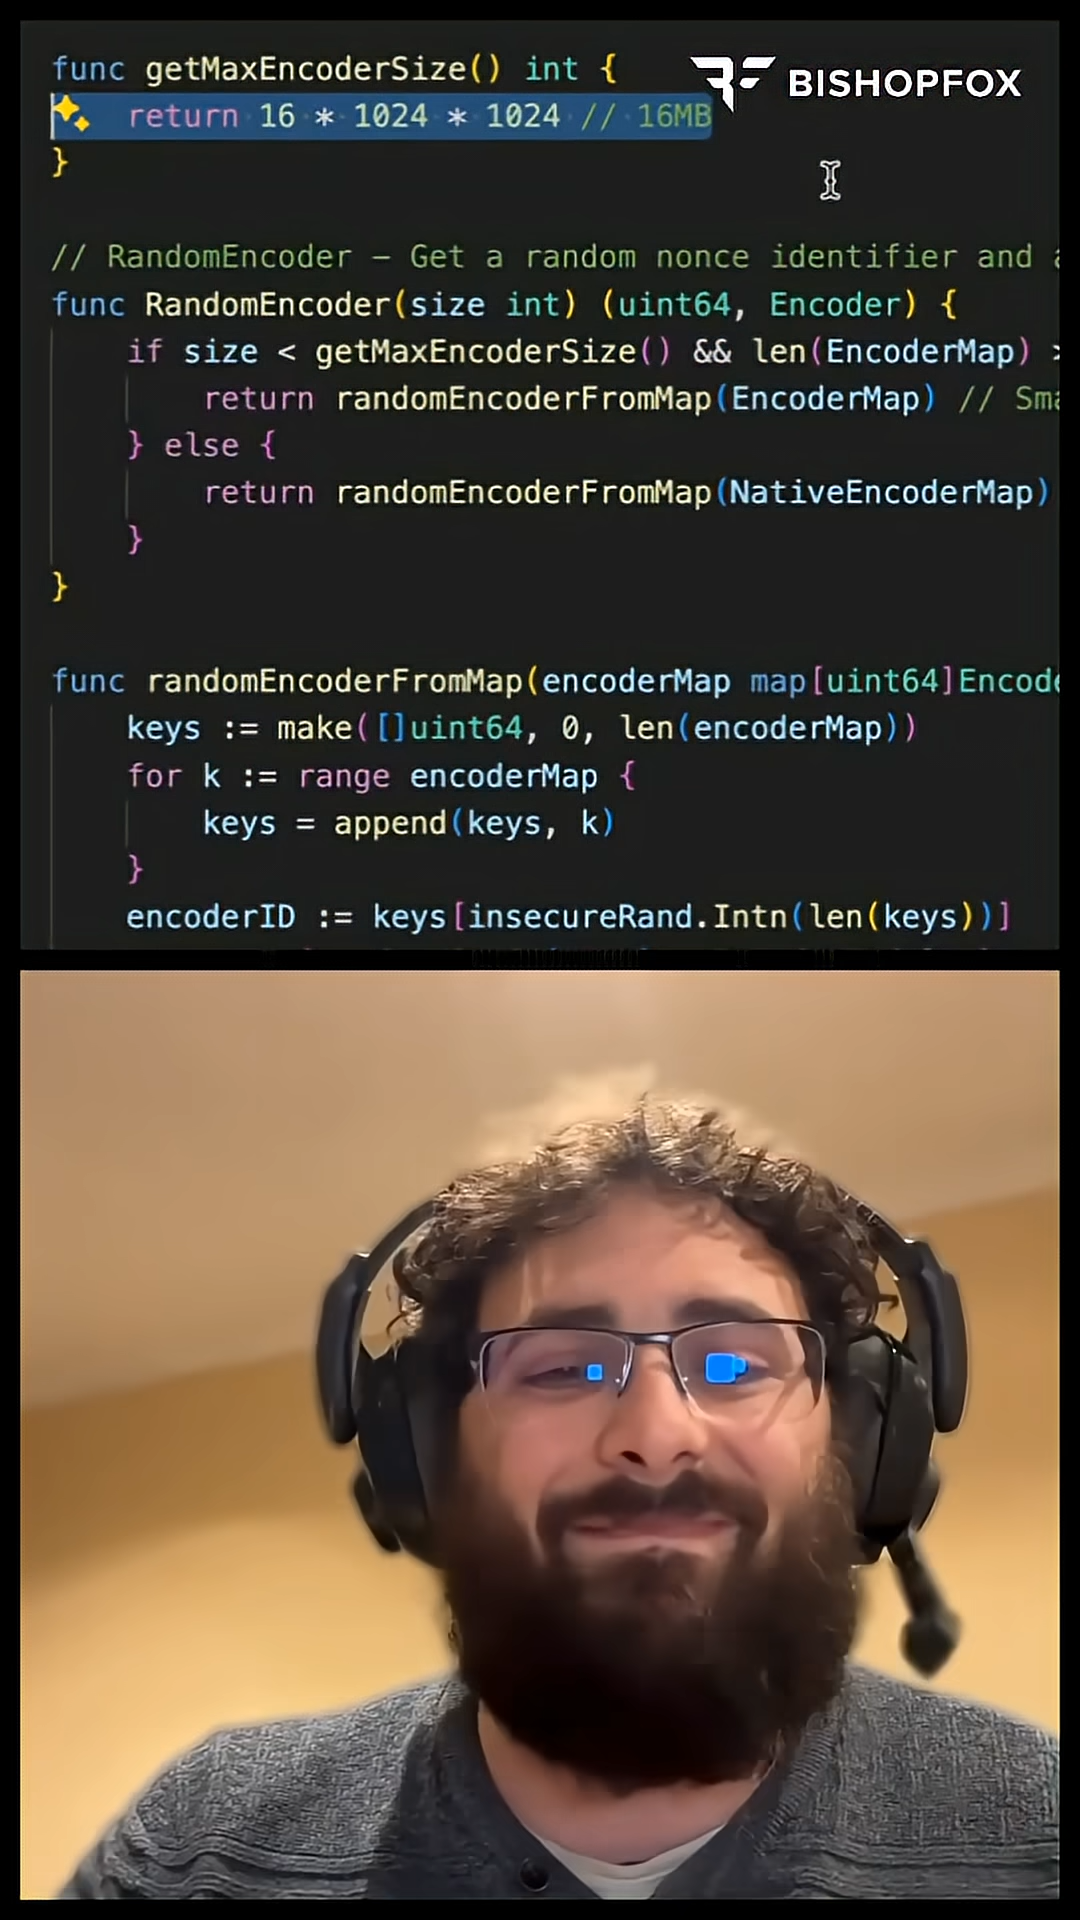 func getMaxEncoderSize() int {
BISHOPFOX
return 16 * 1024 * 1024 // 16MB
}
// RandomEncoder – Get a random nonce identifier and
func RandomEncoder(size int) (uint64, Encoder) {
if size < getMaxEncoderSize() && len(EncoderMap) >
return randomEncoderFromMap(EncoderMap) // Sma
} else {
return randomEncoderFromMap(NativeEncoderMap)
}
}
func randomEncoderFromMap(encoderMap map[uint64]Encode
keys := make([]uint64, 0, len(encoderMap))
for k := range encoderMap {
keys = append(keys, k)
}
encoderID := keys[insecureRand.Intn(len(keys))]